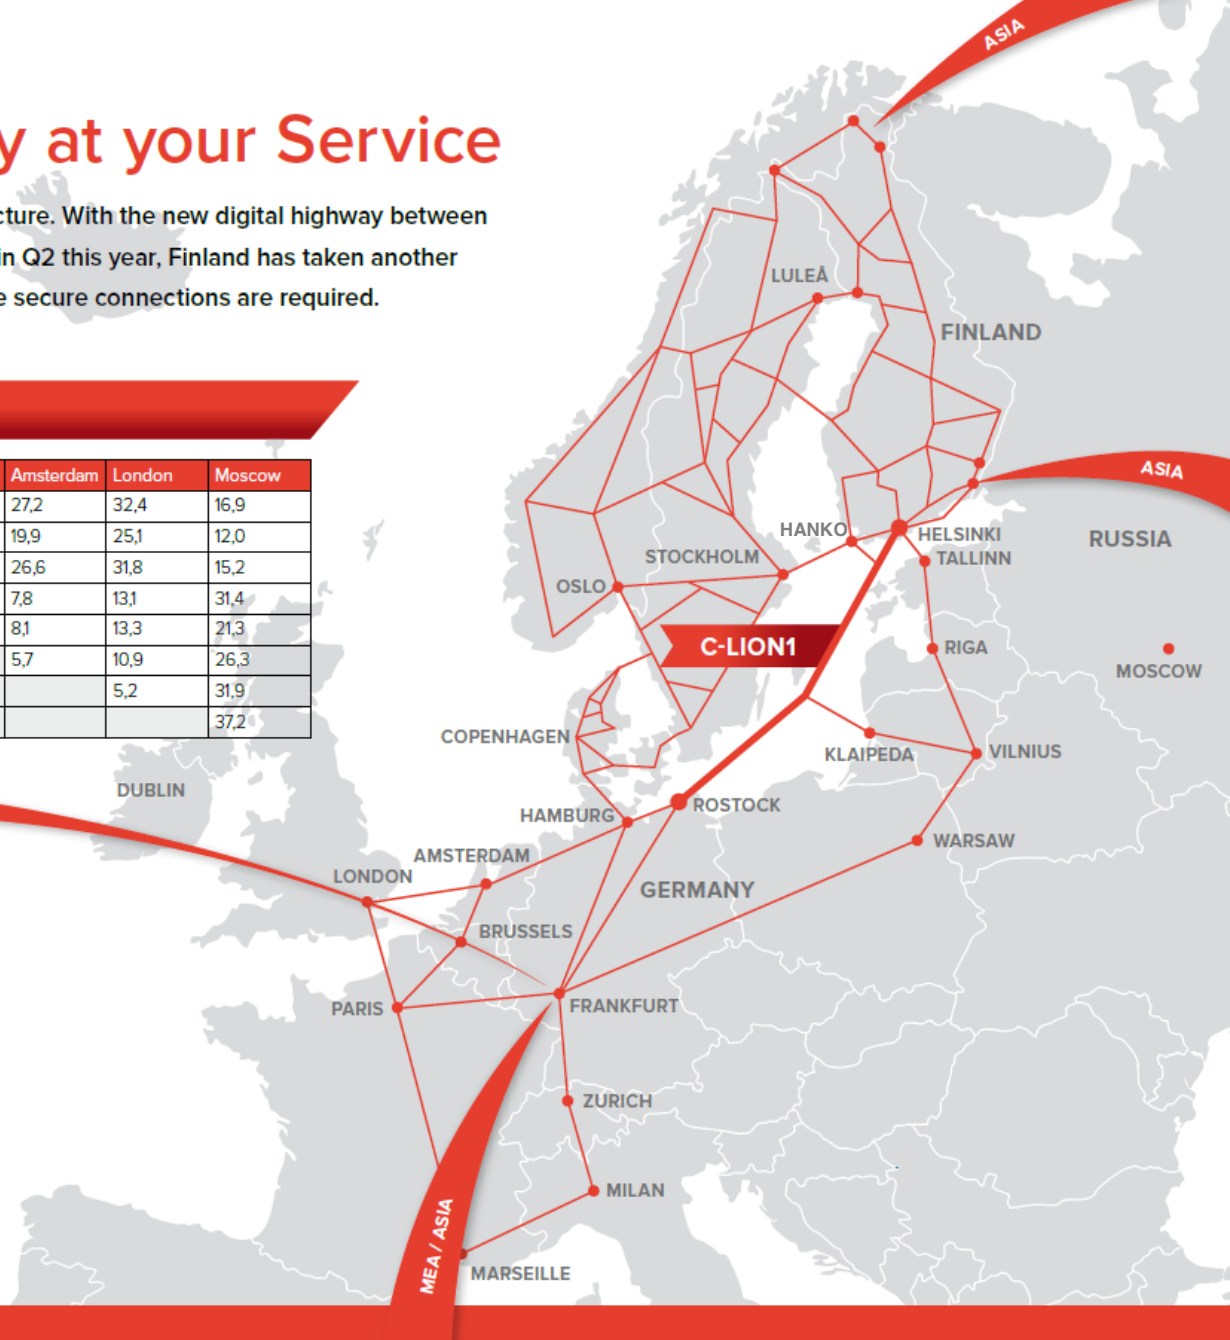 ASIA
y at your Service
cture. With the new digital highway between
in Q2 this year, Finland has taken another
e secure connections are required.
LULEÅ
FINLAND
Amsterdam London Moscow
27,2 32,4 16,9
19,9 25,1 12,0
26,6 31,8 15,2
7,8 13,1 31,4
8,1 13,3 21,3
5,7 10,9 26,3
5,2 31,9
37,2
ASIA
HANKO
HELSINKI
RUSSIA
STOCKHOLM
TALLINN
OSLO
C-LION1
RIGA
MOSCOW
COPENHAGEN
KLAIPEDA
VILNIUS
DUBLIN
ROSTOCK
HAMBURG
WARSAW
AMSTERDAM
LONDON
GERMANY
BRUSSELS
PARIS
FRANKFURT
ZURICH
MILAN
MEA / ASIA
MARSEILLE